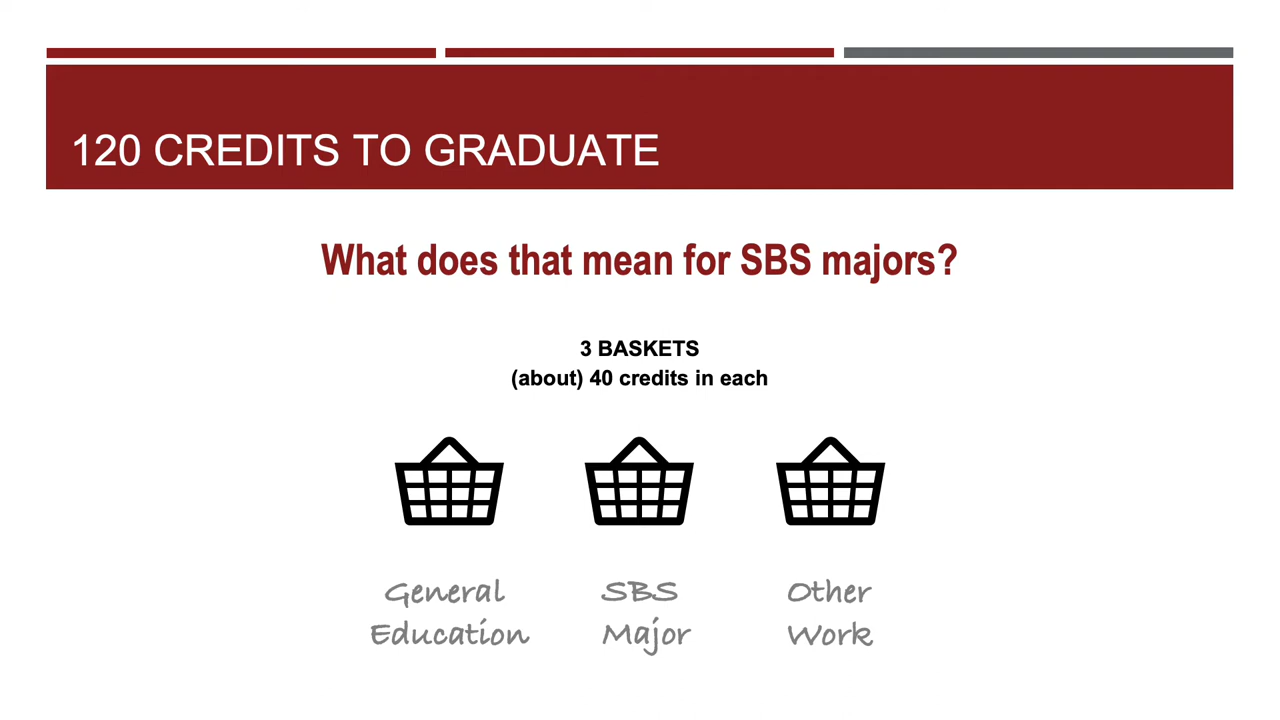 120 CREDITS TO GRADUATE
What does that mean for SBS majors?
3 BASKETS
(about) 40 credits in each
General
Education
SBS
Major
Other
Work